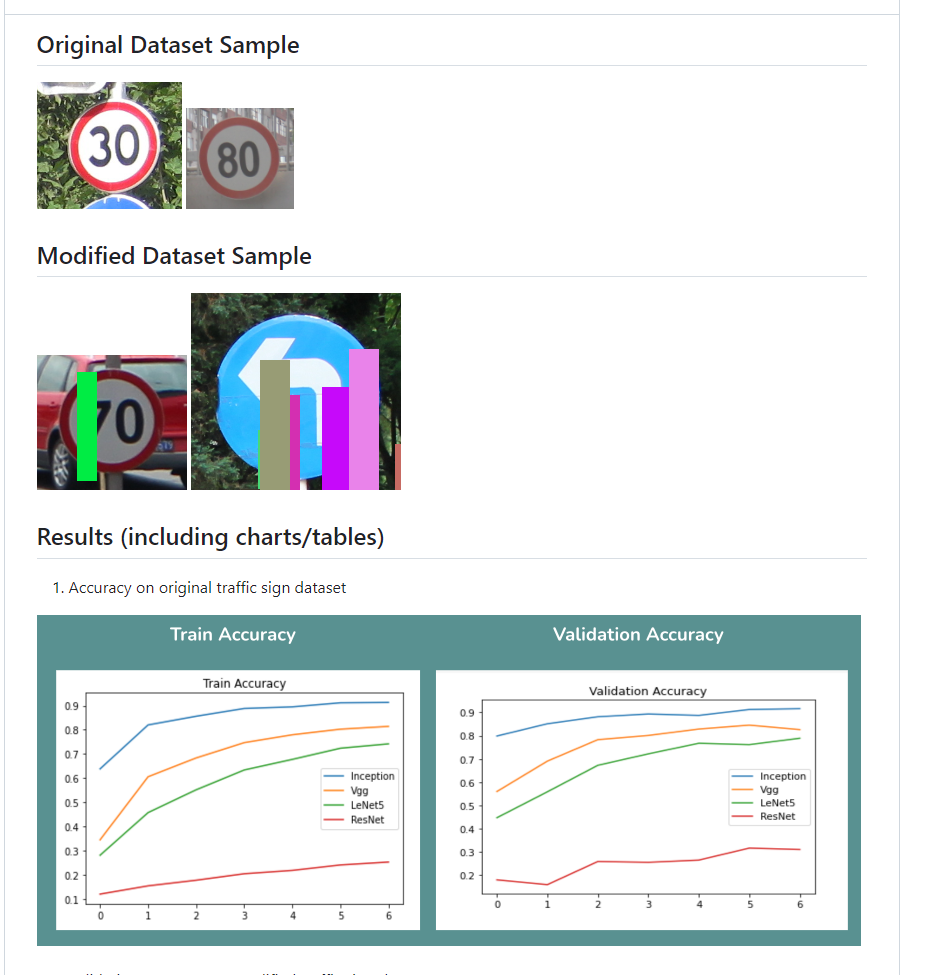 Original Dataset Sample
30
80
Modified Dataset Sample
70
Results (including charts/tables)
1. Accuracy on original traffic sign dataset
Train Accuracy
Validation Accuracy
Train Accuracy
0.9
0.8
0.7
0.6
0.5
0.4
0.3
0.2
0.1
0 1 2 3 4 5 6
Inception
Vgg
LeNet5
ResNet
Validation Accuracy
0.9
0.8
0.7
0.6
0.5
0.4
0.3
0.2
0 1 2 3 4 5 6
Inception
Vgg
LeNet5
ResNet